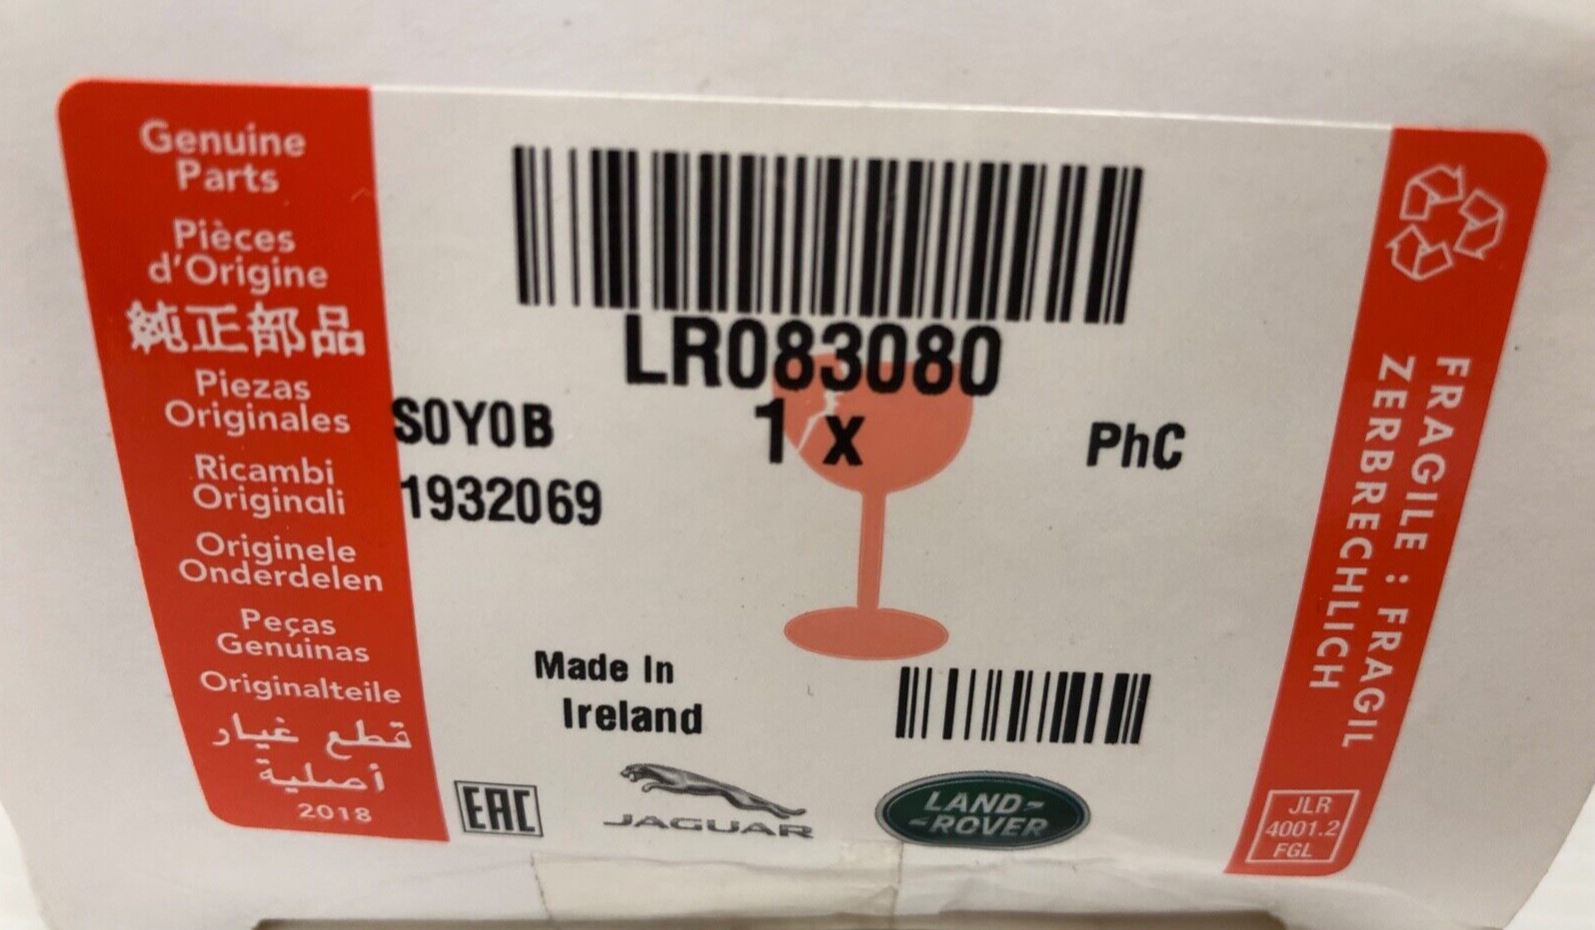 Genuine
Parts
Pièces
d'Origine
純正部品
Piezas
Originales
Ricambi
Originali
Originele
Onderdelen
Peças
Genuinas
Originalteile
قطع غيار
أصلية
2018
LR083080
S0Y0B
1 x
PhC
1932069
Made In
Ireland
EAC
JAGUAR
LAND-
-ROVER
FRAGILE : FRAGIL
ZERBRECHLICH
JLR
4001.2
FGL